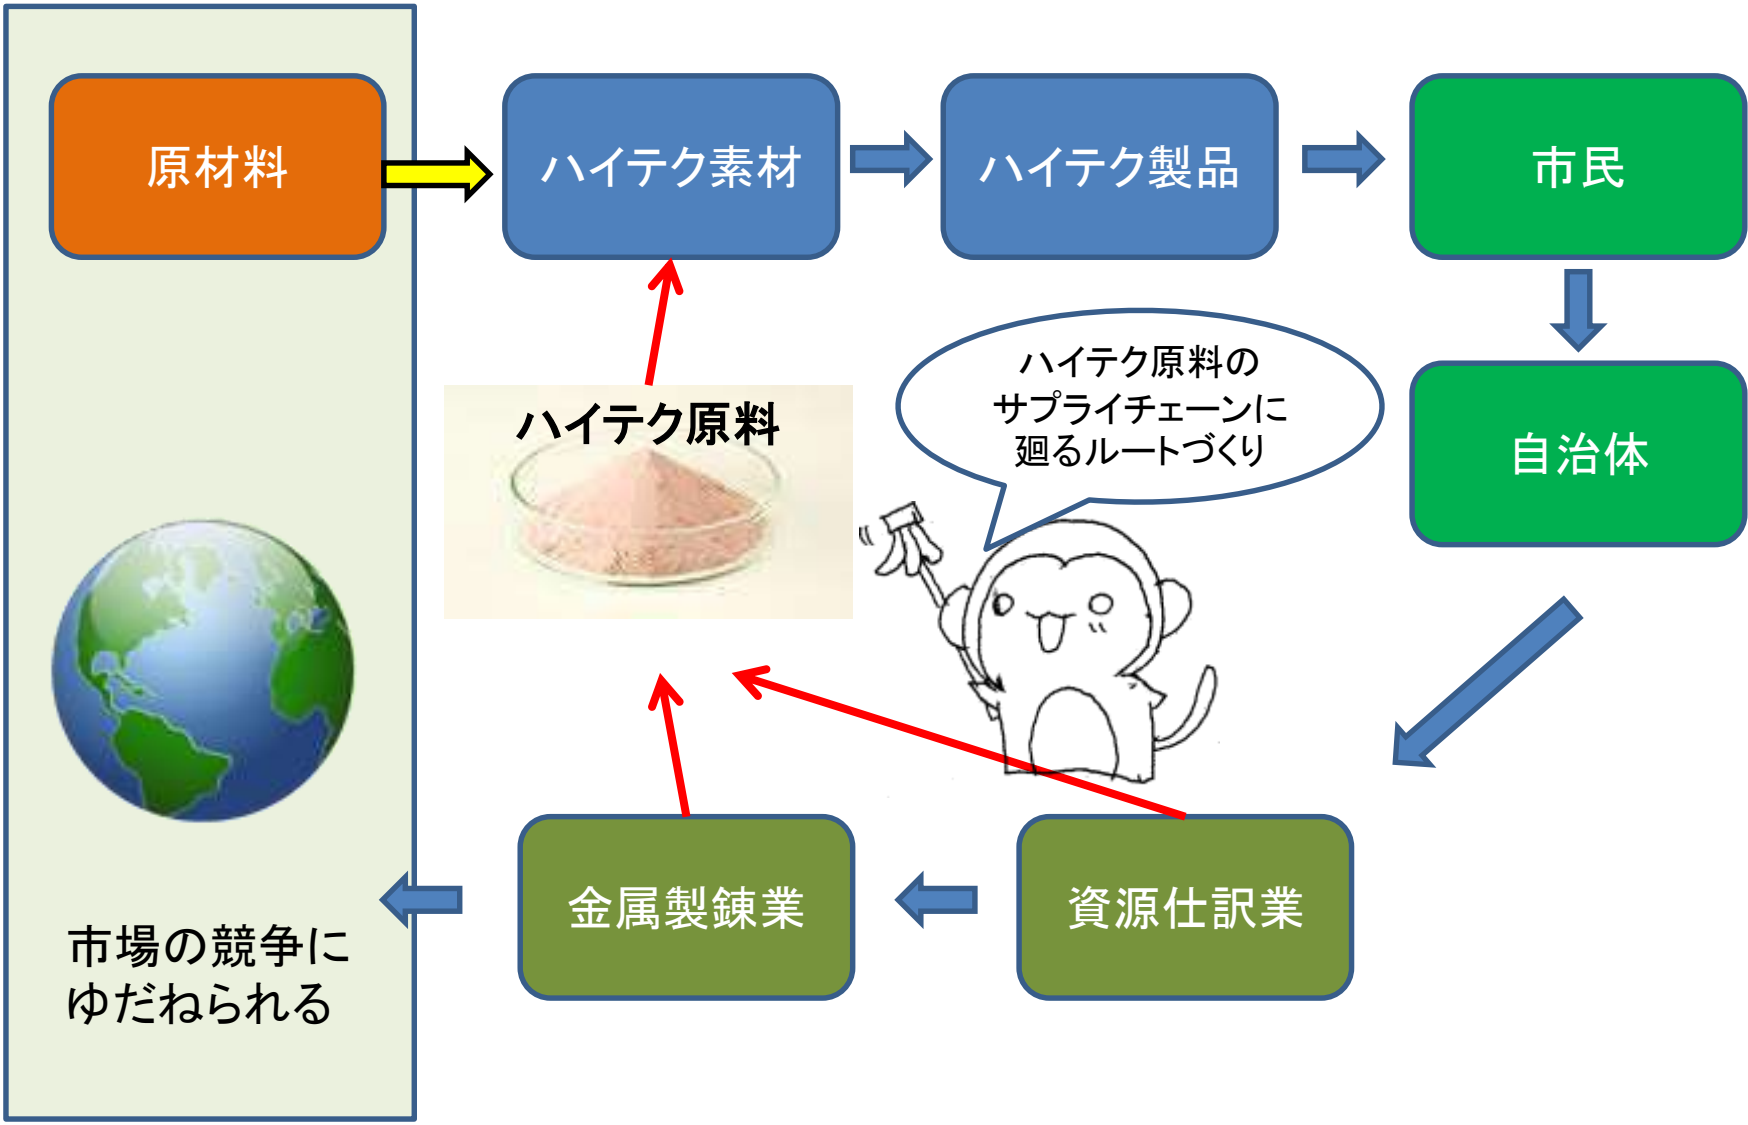 原材料
ハイテク素材
ハイテク製品
市民
ハイテク原料の
サプライチェーンに
廻るルートづくり
ハイテク原料
自治体
金属製錬業
資源仕訳業
市場の競争に
ゆだねられる